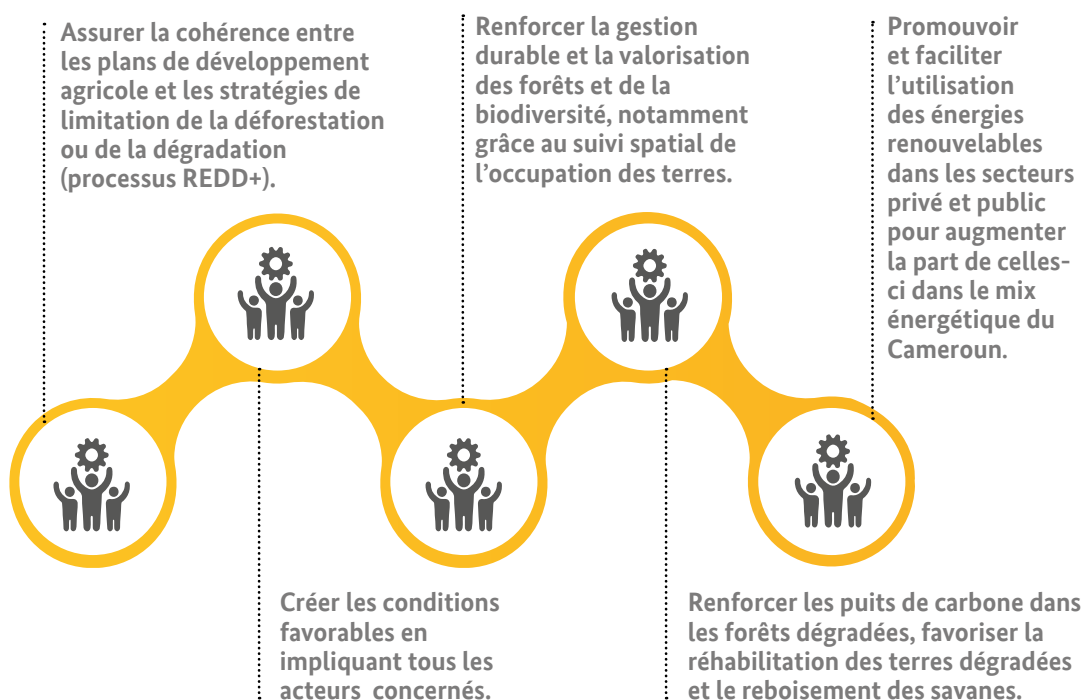 Assurer la cohérence entre
les plans de développement
agricole et les stratégies de
limitation de la déforestation
ou de la dégradation
(processus REDD+).
Renforcer la gestion
durable et la valorisation
des forêts et de la
biodiversité, notamment
grâce au suivi spatial de
l'occupation des terres.
Promouvoir
et faciliter
l'utilisation
des énergies
renouvelables
dans les secteurs
privé et public
pour augmenter
la part de celles-
ci dans le mix
énergétique du
Cameroun.
Créer les conditions
favorables en
impliquant tous les
acteurs concernés.
Renforcer les puits de carbone dans
les forêts dégradées, favoriser la
réhabilitation des terres dégradées
et le reboisement des savanes.